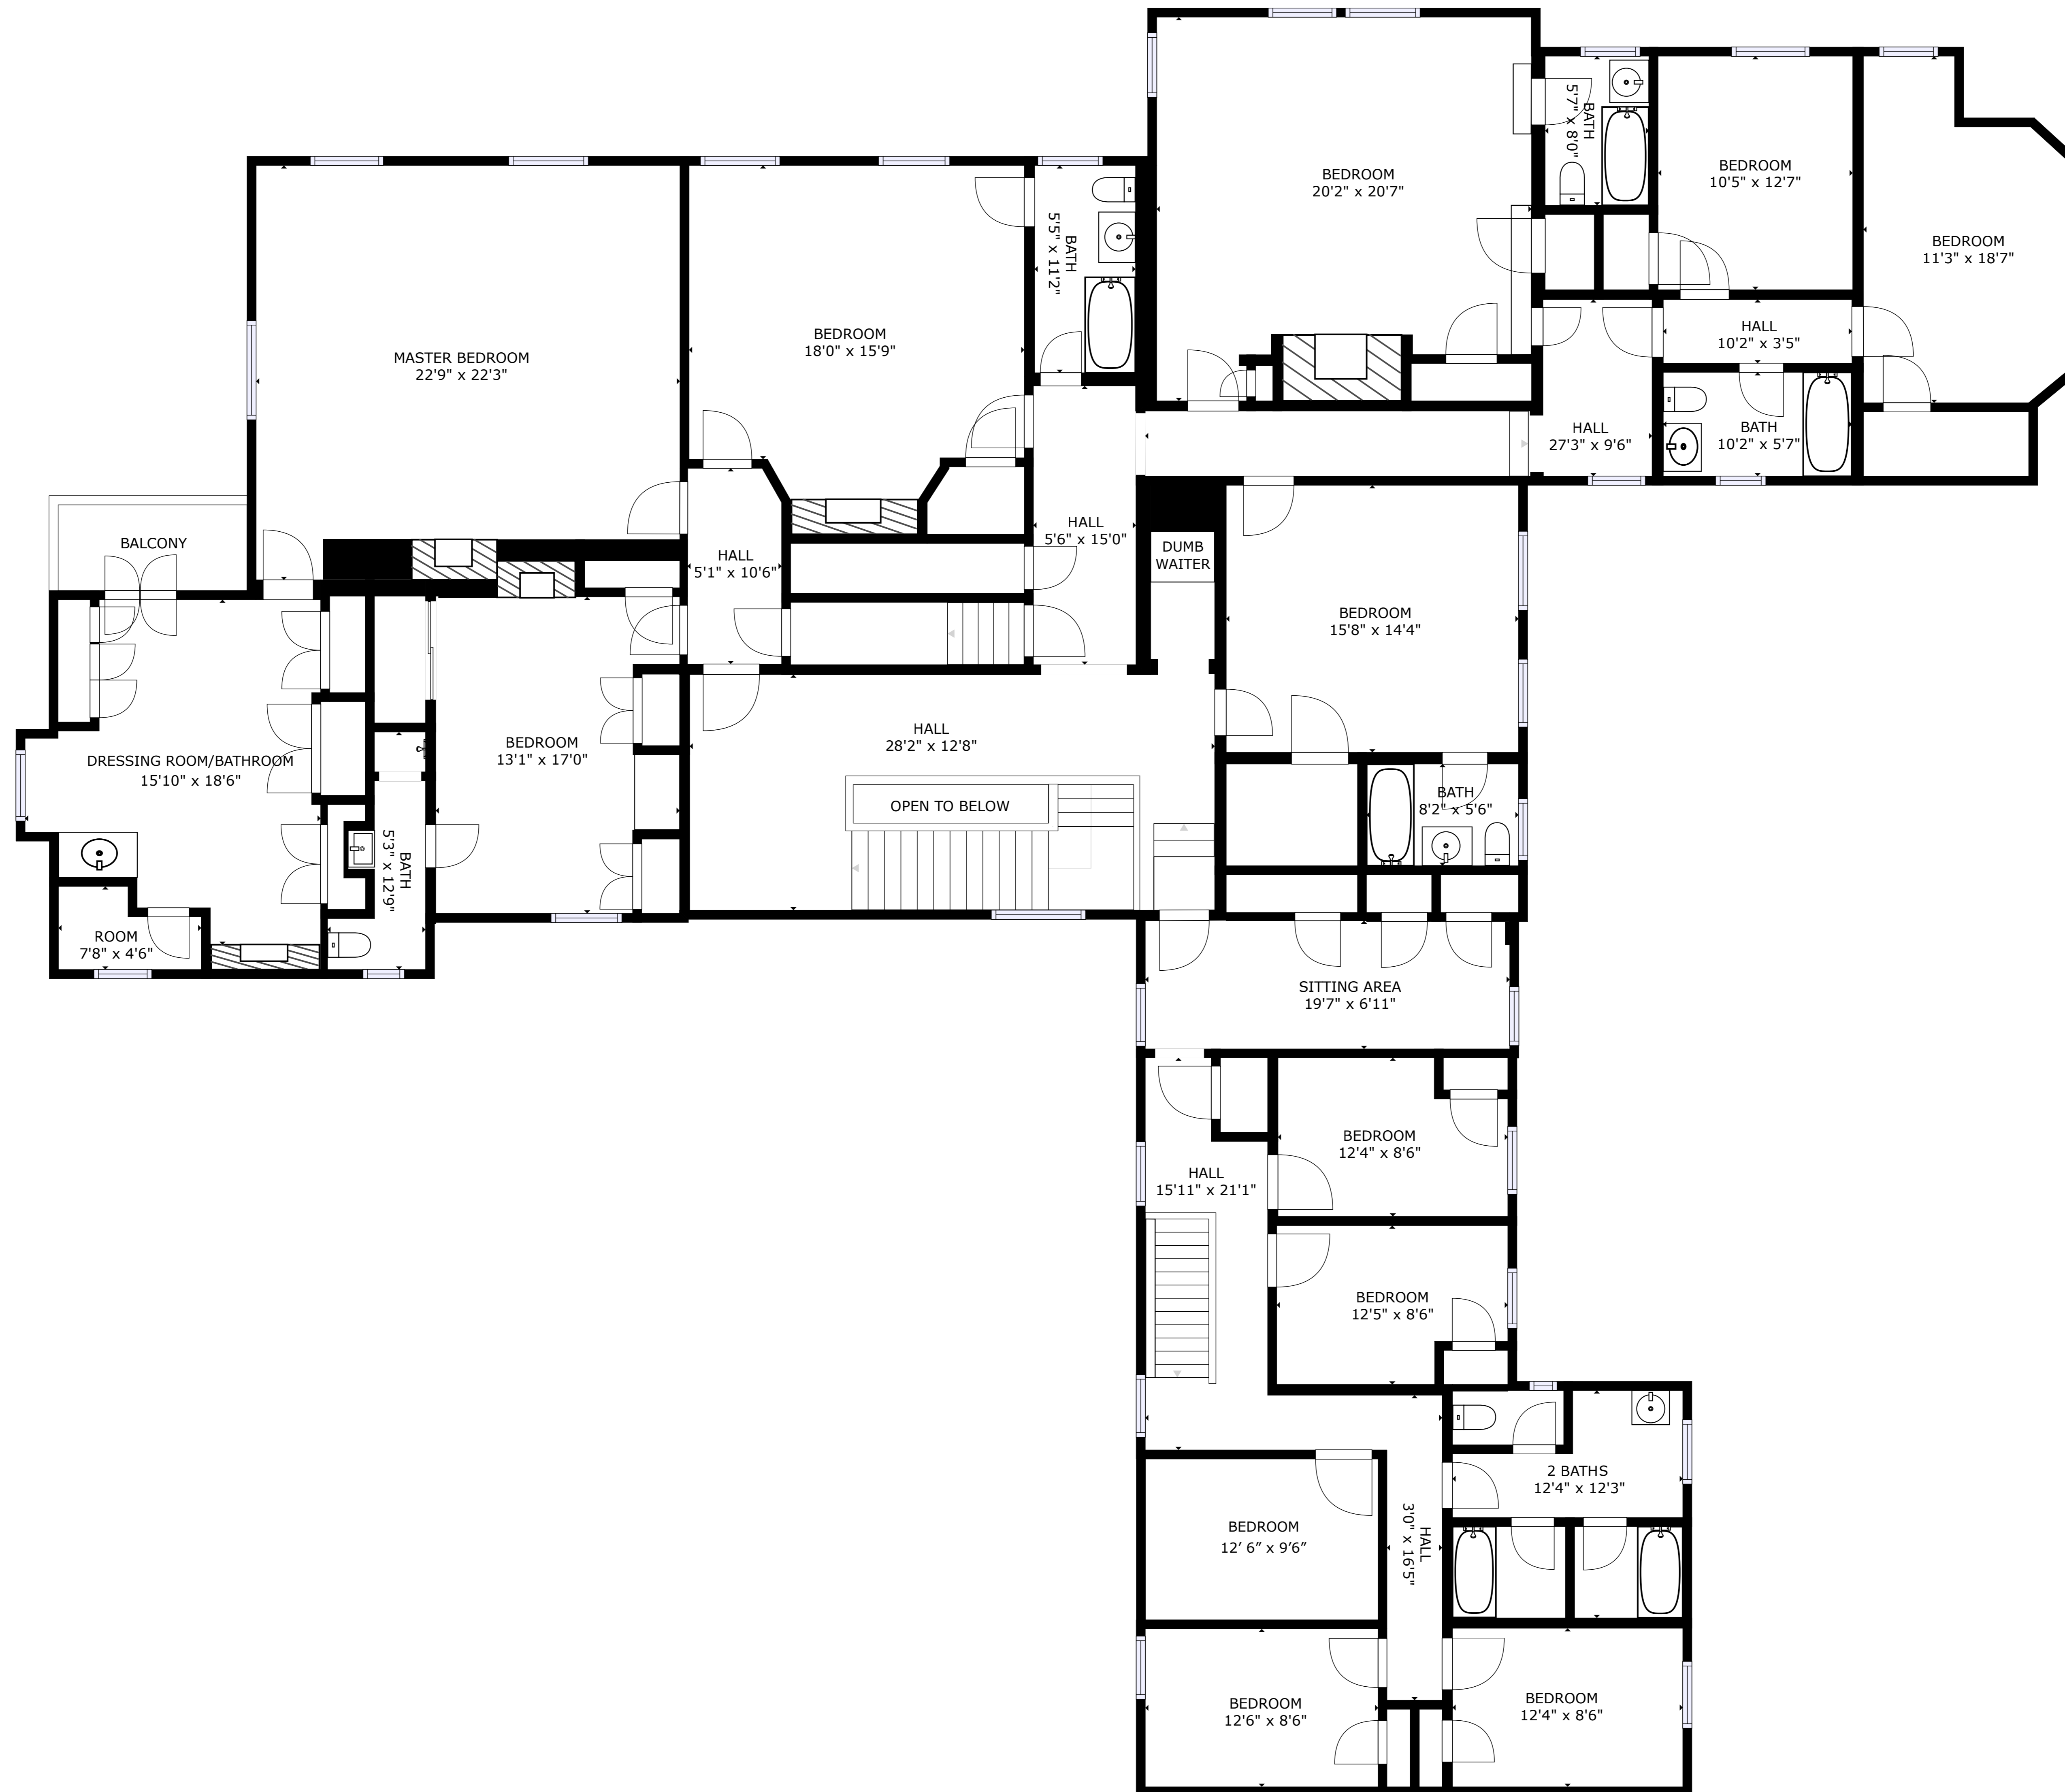 BEDROOM
20'2" x 20'7"
BATH
5'7" x 8'0"
BEDROOM
10'5" x 12'7"
BEDROOM
11'3" x 18'7"
MASTER BEDROOM
22'9" x 22'3"
BEDROOM
18'0" x 15'9"
BATH
5'5" x 11'2"
HALL
10'2" x 3'5"
HALL
27'3" x 9'6"
BATH
10'2" x 5'7"
BALCONY
HALL
5'1" x 10'6"
HALL
5'6" x 15'0"
DUMB
WAITER
BEDROOM
15'8" x 14'4"
DRESSING ROOM/BATHROOM
15'10" x 18'6"
BEDROOM
13'1" x 17'0"
HALL
28'2" x 12'8"
OPEN TO BELOW
BATH
8'2" x 5'6"
BATH
5'3" x 12'9"
ROOM
7'8" x 4'6"
SITTING AREA
19'7" x 6'11"
BEDROOM
12'4" x 8'6"
HALL
15'11" x 21'1"
BEDROOM
12'5" x 8'6"
2 BATHS
12'4" x 12'3"
BEDROOM
12’ 6” x 9’6”
HALL
3'0" x 16'5"
BEDROOM
12'6" x 8'6"
BEDROOM
12'4" x 8'6"